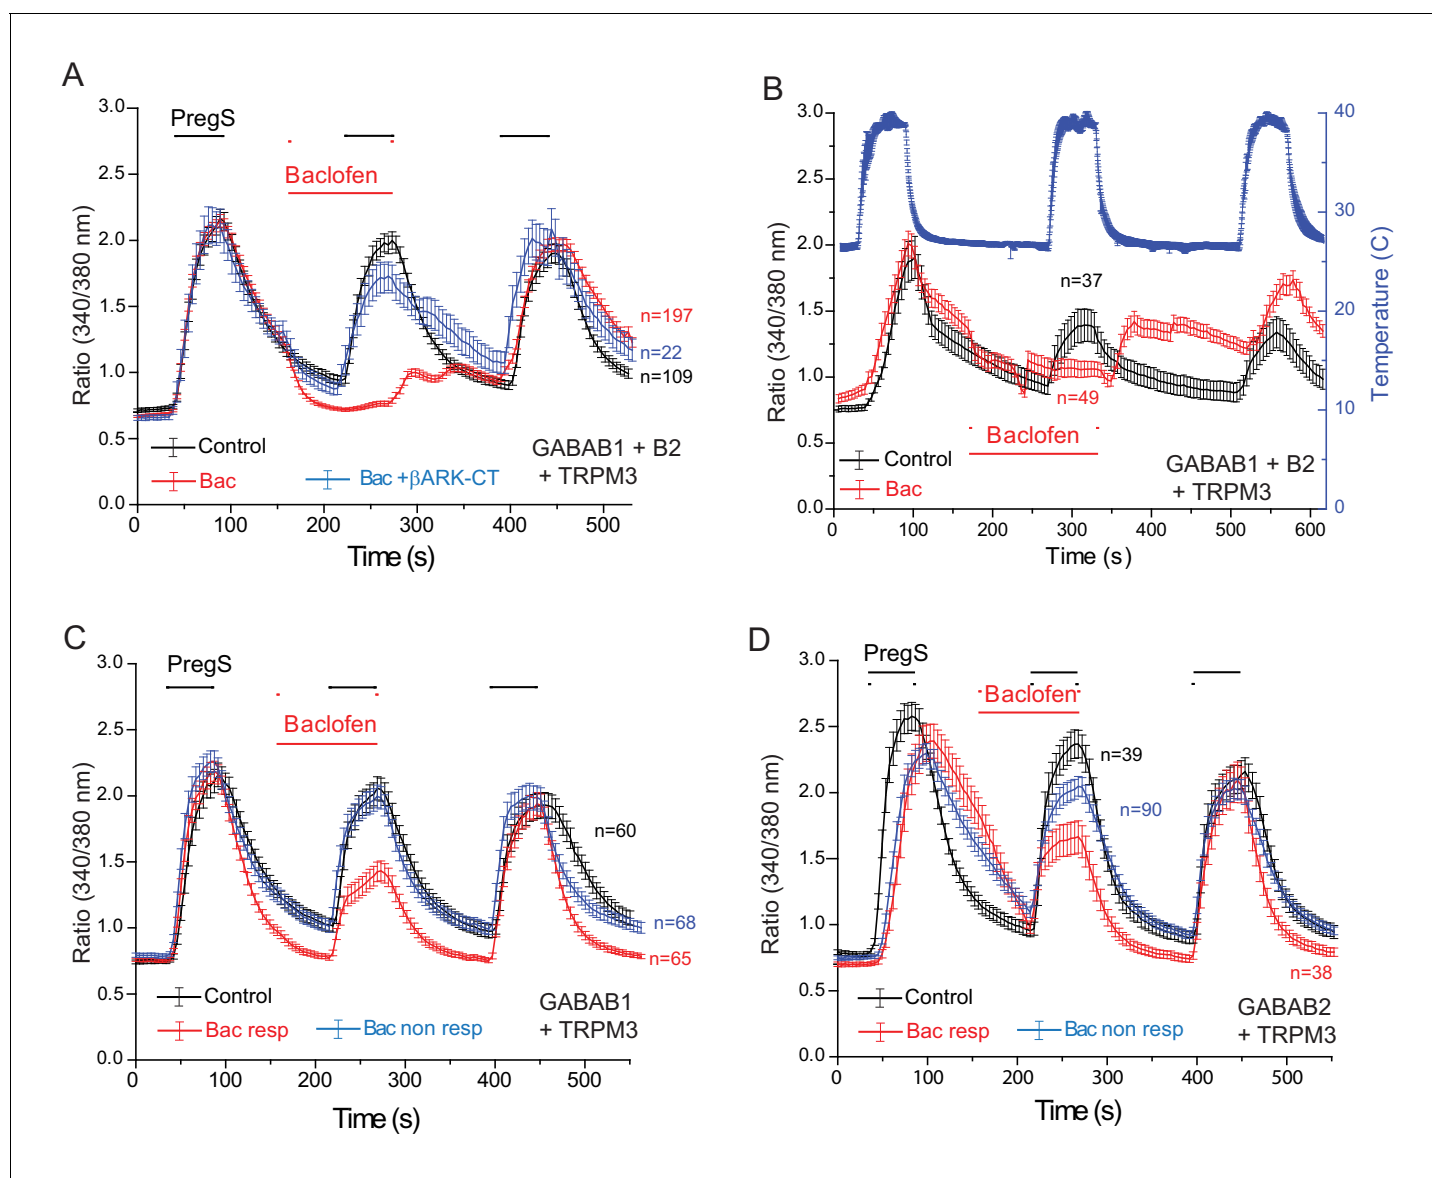 A
3.0
2.5
2.0
1.5
1.0
0.5
0.0
Ratio (340/380 nm)
PregS
Baclofen
n=197
n=22
n=109
Control
Bac
Bac +βARK-CT
GABAB1 + B2
+ TRPM3
0 100 200 300 400 500
Time (s)
B
3.0
2.5
2.0
1.5
1.0
0.5
0.0
Ratio (340/380 nm)
40
30
20
10
0
Temperature (C)
n=37
n=49
Baclofen
Control
Bac
GABAB1 + B2
+ TRPM3
0 100 200 300 400 500 600
Time (s)
C
3.0
2.5
2.0
1.5
1.0
0.5
0.0
Ratio (340/380 nm)
PregS
Baclofen
n=60
n=68
n=65
Control
Bac resp
Bac non resp
GABAB1
+ TRPM3
0 100 200 300 400 500
Time (s)
D
3.0
2.5
2.0
1.5
1.0
0.5
0.0
Ratio (340/380 nm)
PregS
Baclofen
n=39
n=90
n=38
Control
Bac resp
Bac non resp
GABAB2
+ TRPM3
0 100 200 300 400 500
Time (s)